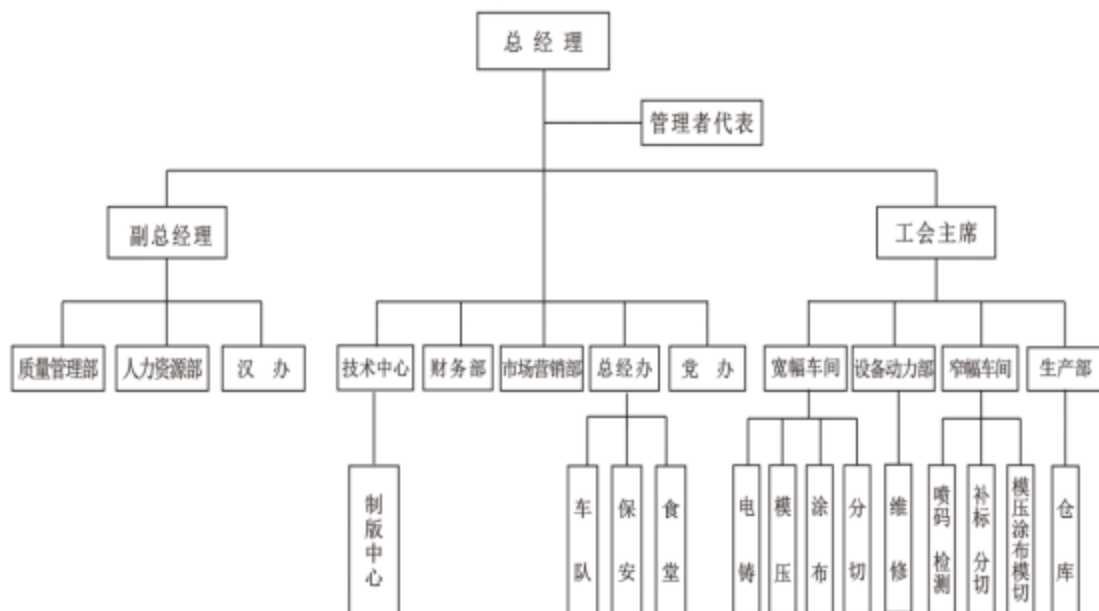 总经理
管理者代表
副总经理
工会主席
质量管理部
人力资源部
汉办
技术中心
财务部
市场营销部
总经办
党办
宽幅车间
设备动力部
窄幅车间
生产部
制版中心
车队
保安
食堂
电铸
模压
涂布
分切
维修
喷码 检测
补标 分切
模压涂布模切
仓库